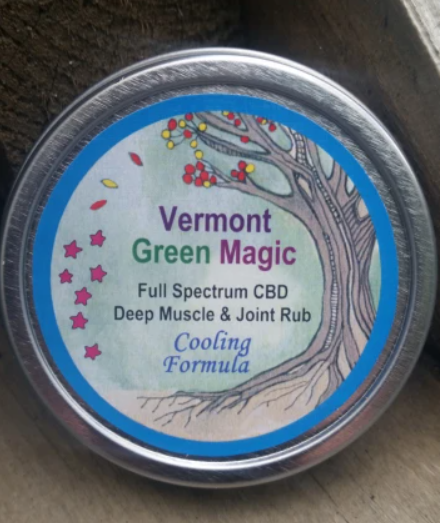 Vermont
Green Magic
Full Spectrum CBD
Deep Muscle & Joint Rub
Cooling
Formula